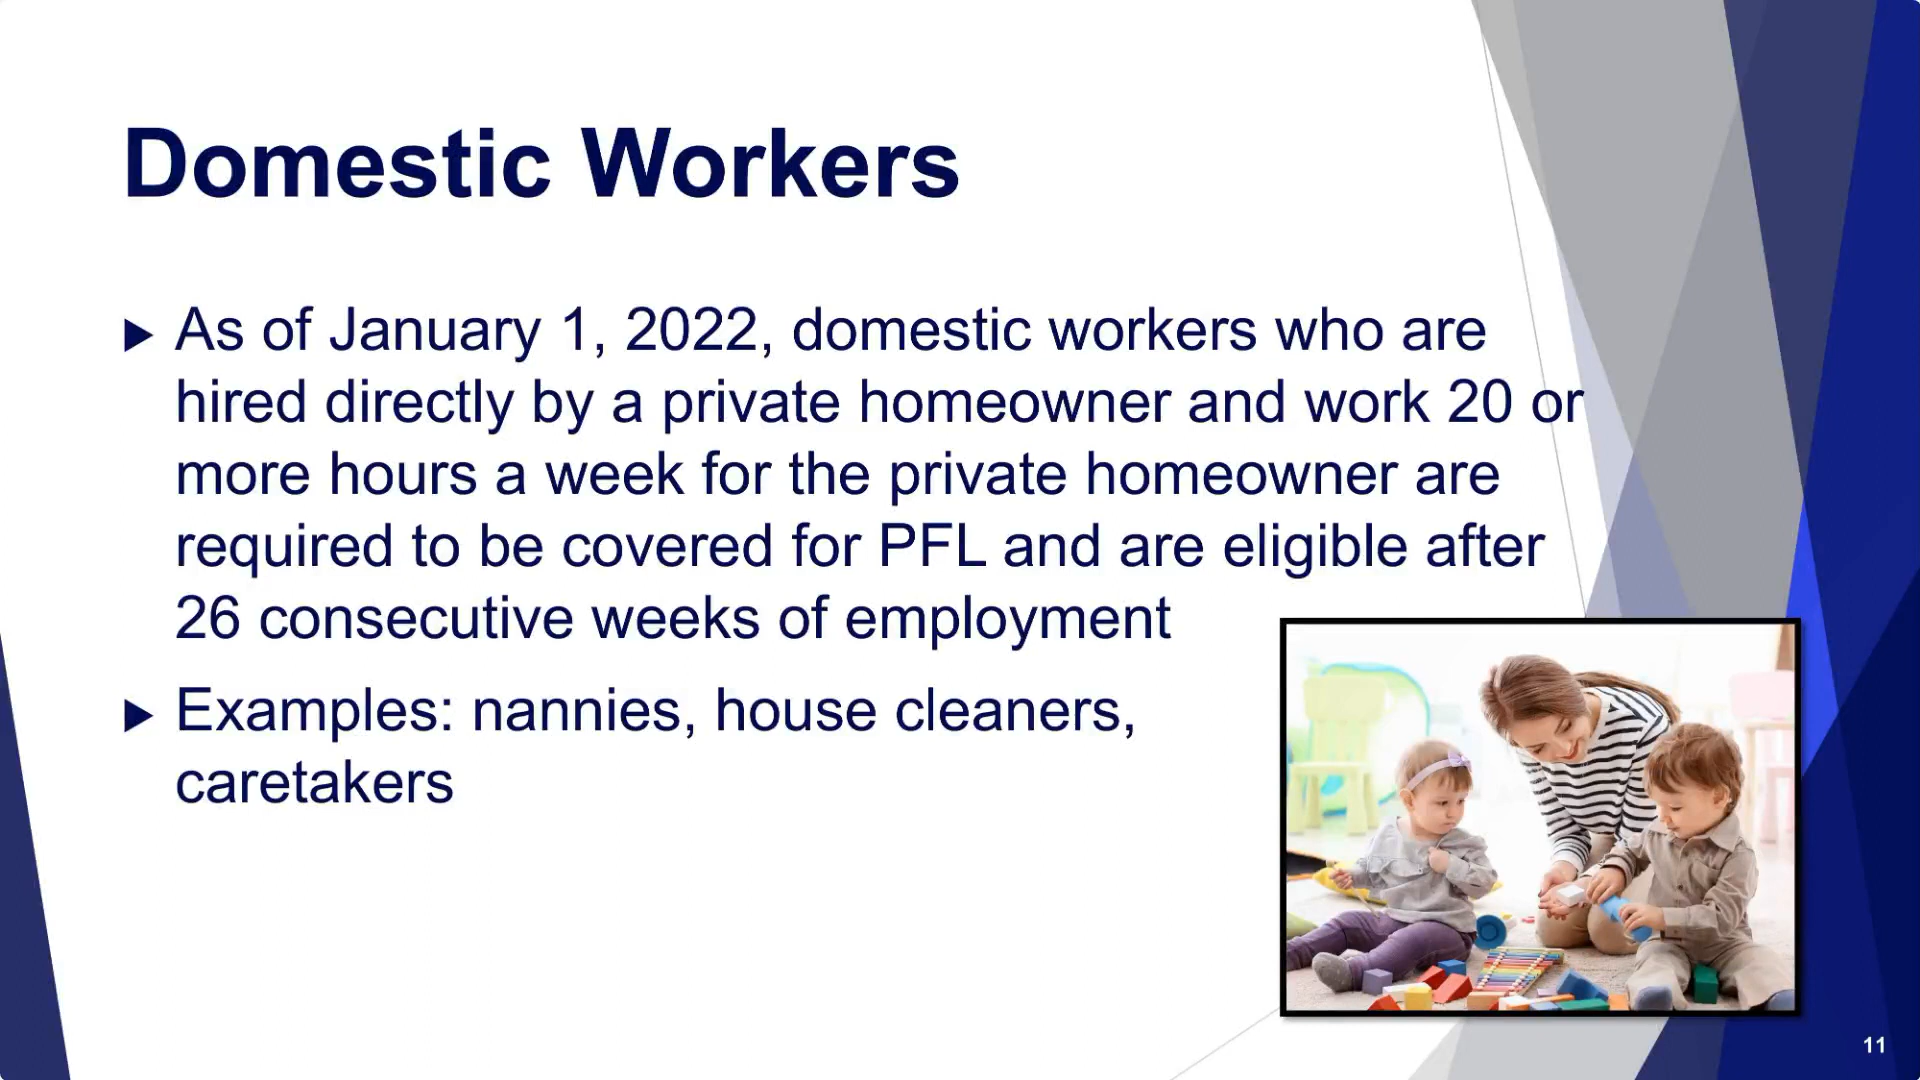 Domestic Workers
As of January 1, 2022, domestic workers who are
hired directly by a private homeowner and work 20 or
more hours a week for the private homeowner are
required to be covered for PFL and are eligible after
26 consecutive weeks of employment
Examples: nannies, house cleaners,
caretakers
11